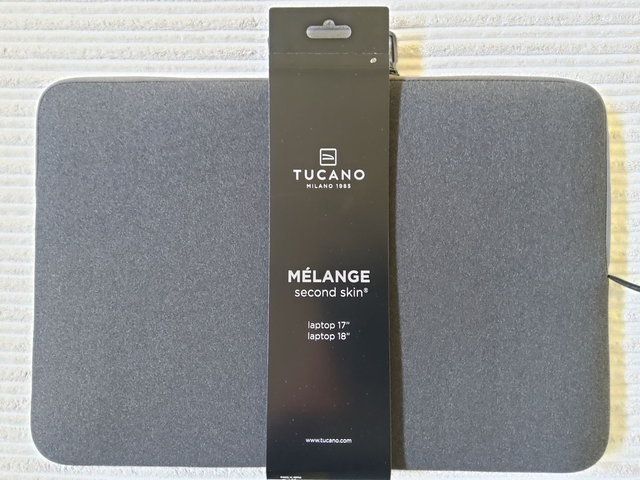 TUCANO
MILANO 1985
MÉLANGE
second skin®
laptop 17"
laptop 18"
www.tucano.com